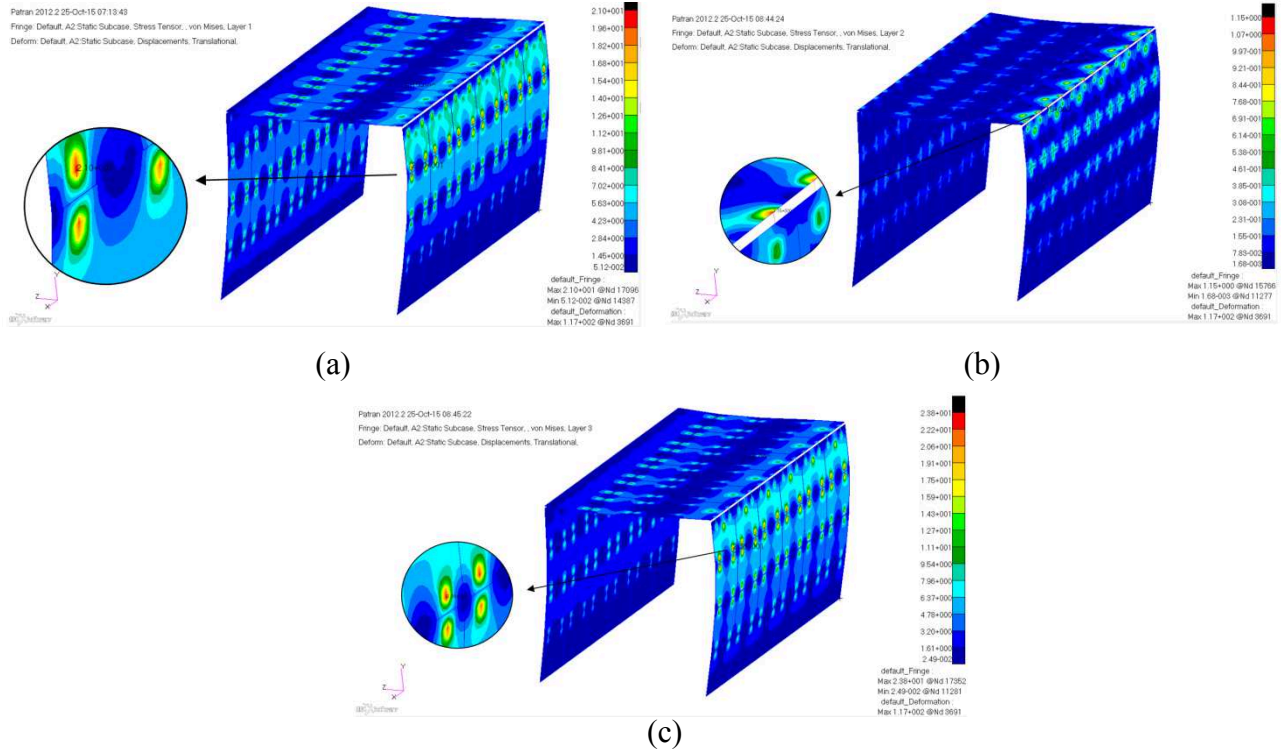 Patran 2012.2 25-Oct-15 07:13:43
Fringe: Default, A2:Static Subcase, Stress Tensor, , von Mises, Layer 1
Deform: Default, A2:Static Subcase, Displacements, Translational,
2.10+001
1.96+001
1.82+001
1.68+001
1.54+001
1.40+001
1.26+001
1.12+001
9.81+000
8.41+000
7.02+000
5.63+000
4.23+000
2.84+000
1.45+000
5.12-002
default_Fringe :
Max 2.10+001 @Nd 17096
Min 5.12-002 @Nd 14387
default_Deformation :
Max 1.17+002 @Nd 3691
Y
Z
X
(a)
Patran 2012.2 25-Oct-15 08:44:24
Fringe: Default, A2:Static Subcase, Stress Tensor, , von Mises, Layer 2
Deform: Default, A2:Static Subcase, Displacements, Translational,
1.15+000
1.07+000
9.97-001
9.21-001
8.44-001
7.68-001
6.91-001
6.14-001
5.38-001
4.61-001
3.85-001
3.08-001
2.31-001
1.55-001
7.83-002
1.68-003
default_Fringe :
Max 1.15+000 @Nd 15766
Min 1.68-003 @Nd 11277
default_Deformation :
Max 1.17+002 @Nd 3691
Y
Z
X
(b)
Patran 2012.2 25-Oct-15 08:45:22
Fringe: Default, A2:Static Subcase, Stress Tensor, , von Mises, Layer 3
Deform: Default, A2:Static Subcase, Displacements, Translational,
2.38+001
2.22+001
2.06+001
1.91+001
1.75+001
1.59+001
1.43+001
1.27+001
1.11+001
9.54+000
7.96+000
6.37+000
4.78+000
3.20+000
1.61+000
2.49-002
default_Fringe :
Max 2.38+001 @Nd 17352
Min 2.49-002 @Nd 11281
default_Deformation :
Max 1.17+002 @Nd 3691
Y
Z
X
(c)